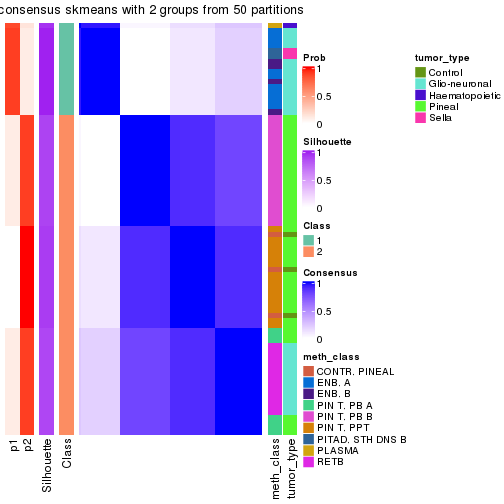 consensus skmeans with 2 groups from 50 partitions
Prob
1
0.5
0
Silhouette
1
0.5
0
Class
1
2
Consensus
1
0.5
0
meth_class
CONTR. PINEAL
ENB. A
ENB. B
PIN T. PB A
PIN T. PB B
PIN T. PPT
PITAD. STH DNS B
PLASMA
RETB
tumor_type
Control
Glio-neuronal
Haematopoietic
Pineal
Sella
p1
p2
Silhouette
Class
meth_class
tumor_type